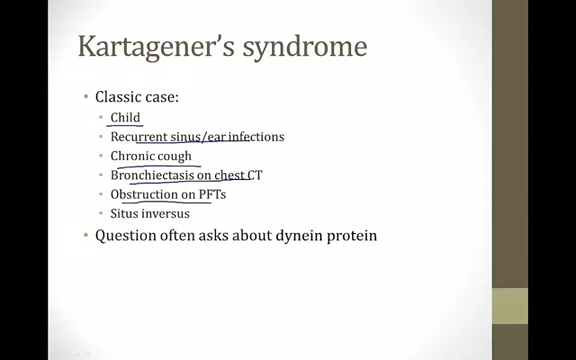 Kartagener's syndrome
• Classic case:
• Child
• Recurrent sinus/ear infections
• Chronic cough
• Bronchiectasis on chest CT
• Obstruction on PFTs
• Situs inversus
• Question often asks about dynein protein